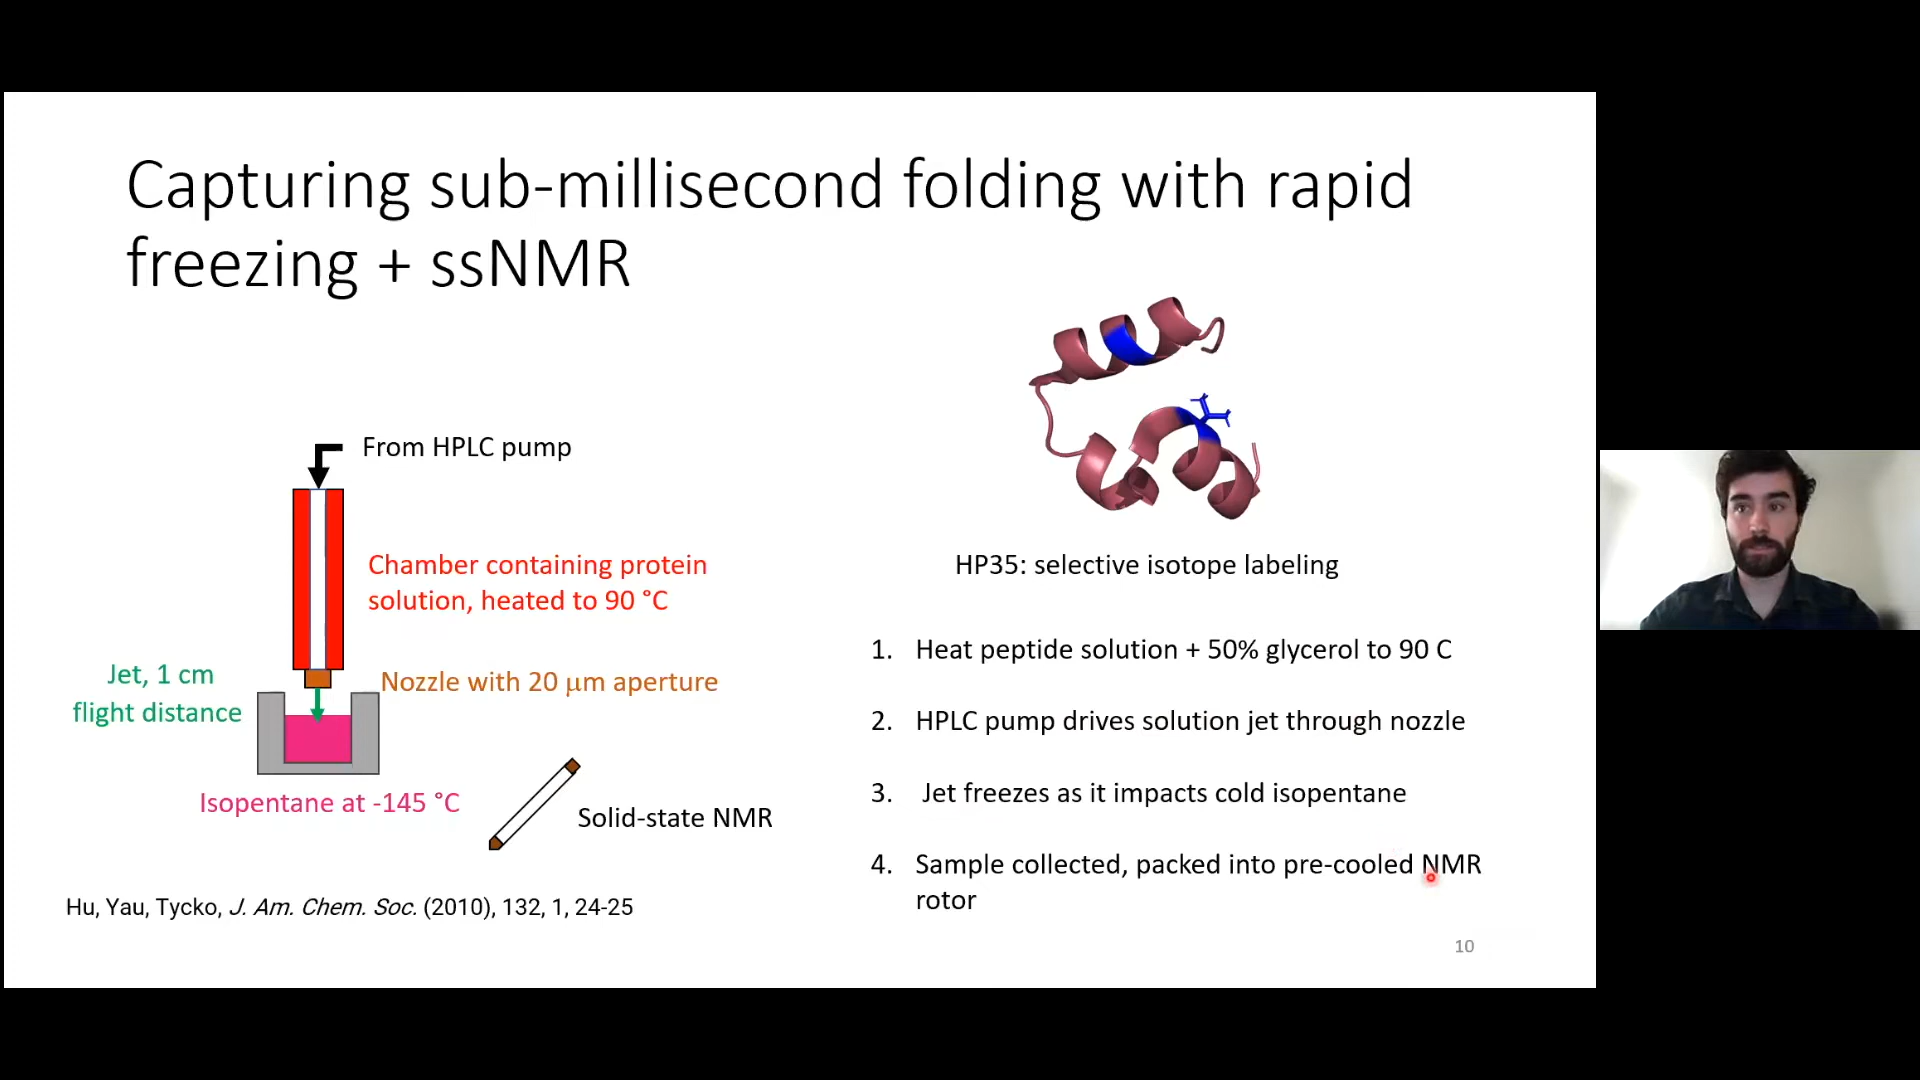 Capturing sub-millisecond folding with rapid
freezing + ssNMR
From HPLC pump
Chamber containing protein
solution, heated to 90 °C
Jet, 1 cm
flight distance
Nozzle with 20 μm aperture
Isopentane at -145 °C
Solid-state NMR
Hu, Yau, Tycko, J. Am. Chem. Soc. (2010), 132, 1, 24-25
HP35: selective isotope labeling
1. Heat peptide solution + 50% glycerol to 90 C
2. HPLC pump drives solution jet through nozzle
3. Jet freezes as it impacts cold isopentane
4. Sample collected, packed into pre-cooled NMR
rotor
10